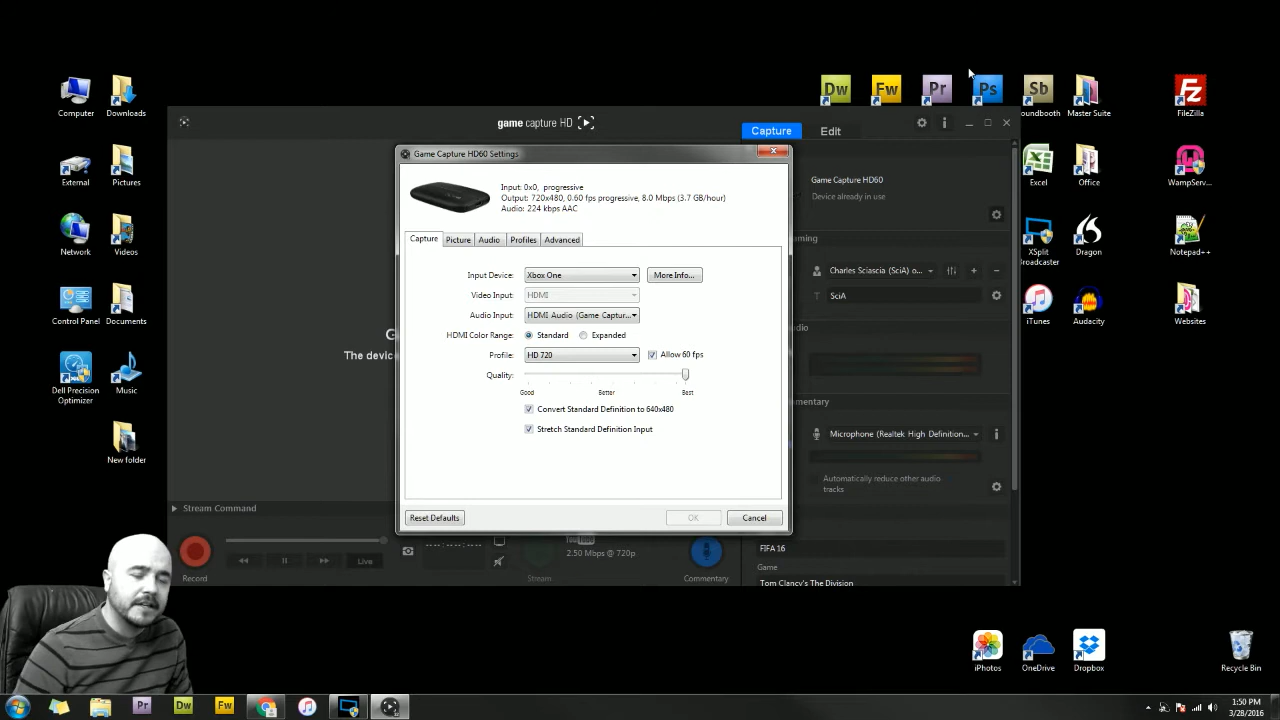 Dw
Fw
Pr
Ps
Sb
Fz
Computer
Downloads
oundbooth
Master Suite
FileZilla
game capture HD
Capture
Edit
Game Capture HD60 Settings
Input: 0x0, progressive
Output: 720x480, 0.60 fps progressive, 8.0 Mbps (3.7 GB/hour)
Audio: 224 kbps AAC
Game Capture HD60
Device already in use
External
Pictures
Excel
Office
WampServ...
Capture
Picture
Audio
Profiles
Advanced
aming
Network
Videos
XSplit
Broadcaster
Dragon
Notepad++
Input Device:
Xbox One
More Info...
Charles Sciascia (SciA) o...
Video Input:
HDMI
T
SciA
Audio Input:
HDMI Audio (Game Captur...
Control Panel
Documents
iTunes
Audacity
Websites
HDMI Color Range:
Standard
Expanded
udio
G
The devic
Profile:
HD 720
Allow 60 fps
Quality:
Good
Better
Best
Dell Precision
Optimizer
Music
Convert Standard Definition to 640x480
ommentary
Stretch Standard Definition Input
Microphone (Realtek High Definition...
New folder
Automatically reduce other audio
tracks
Stream Command
Reset Defaults
OK
Cancel
FIFA 16
2.50 Mbps @ 720p
Live
Game
Record
Stream
Commentary
Tom Clancy's The Division
iPhotos
OneDrive
Dropbox
Recycle Bin
Pr
Dw
Fw
1:50 PM
3/28/2016